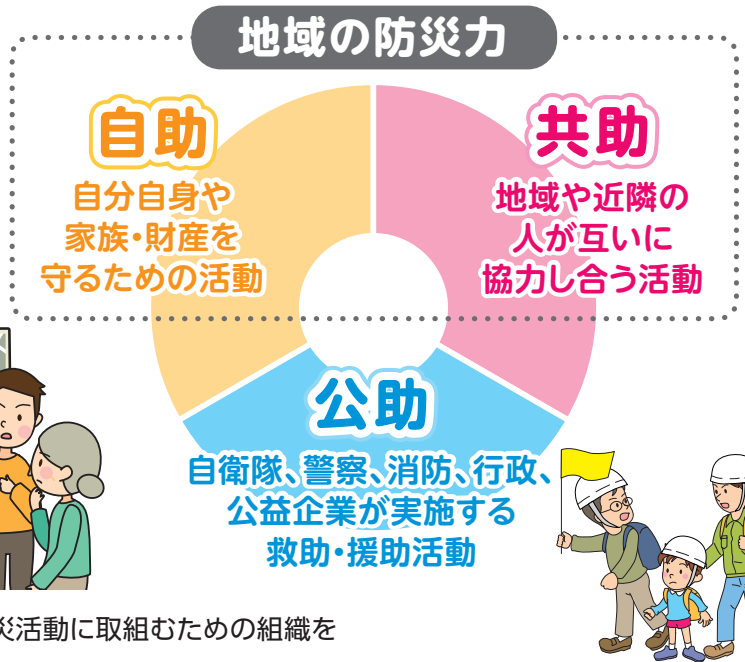 地域の防災力
自助
自分自身や
家族・財産を
守るための活動
共助
地域や近隣の
人が互いに
協力し合う活動
公助
自衛隊、警察、消防、行政、
公益企業が実施する
救助・援助活動
災活動に取組むための組織を